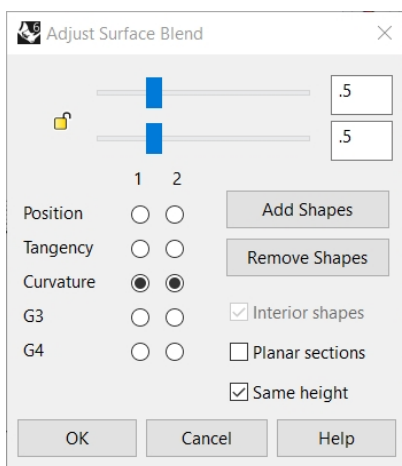 6
Adjust Surface Blend
.5
.5
1 2
Position
Add Shapes
Tangency
Remove Shapes
Curvature
G3
Interior shapes
G4
Planar sections
Same height
OK Cancel Help